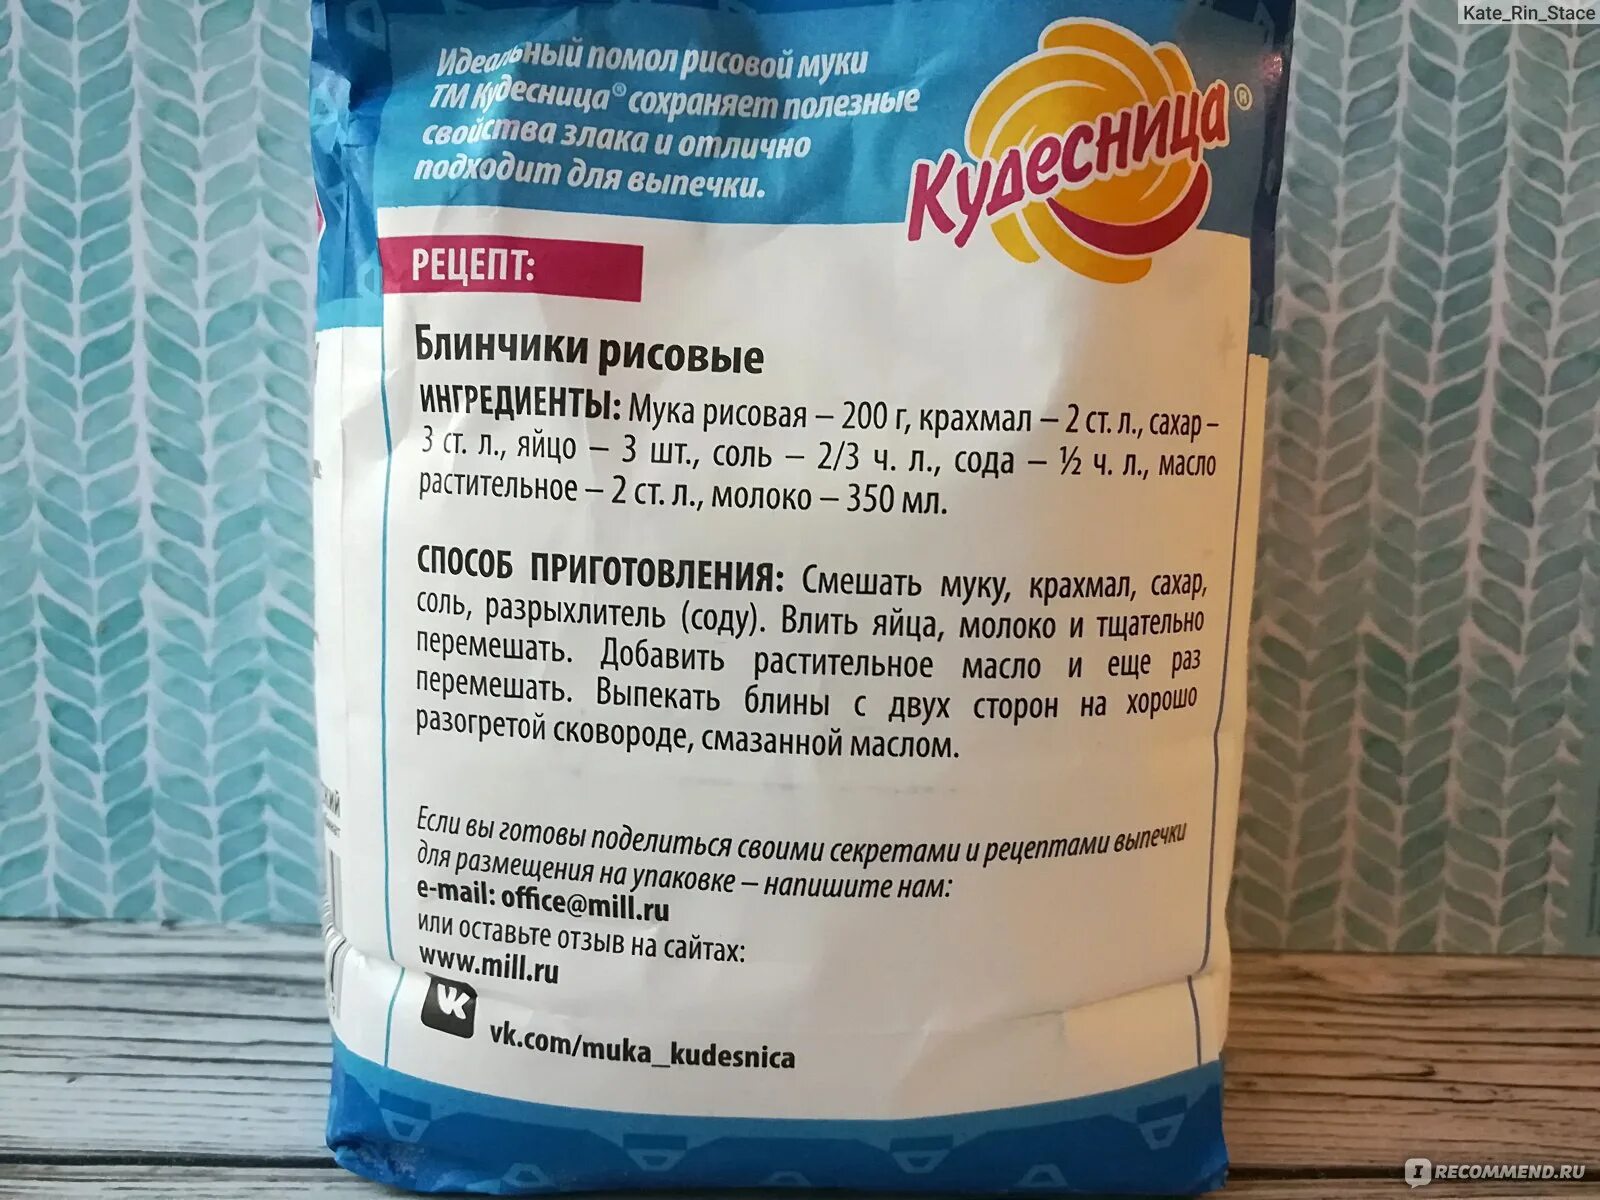 Kate_Rin_Stace
Идеальный помол рисовой муки
ТМ Кудесница® сохраняет полезные
свойства злака и отлично
подходит для выпечки.
Кудесница®
РЕЦЕПТ:
Блинчики рисовые
ИНГРЕДИЕНТЫ: Мука рисовая – 200 г, крахмал – 2 ст. л., сахар –
3 ст. л., яйцо – 3 шт., соль – 2/3 ч. л., сода – ½ ч. л., масло
растительное – 2 ст. л., молоко – 350 мл.
СПОСОБ ПРИГОТОВЛЕНИЯ: Смешать муку, крахмал, сахар,
соль, разрыхлитель (соду). Влить яйца, молоко и тщательно
перемешать. Добавить растительное масло и еще раз
перемешать. Выпекать блины с двух сторон на хорошо
разогретой сковороде, смазанной маслом.
Если вы готовы поделиться своими секретами и рецептами выпечки
для размещения на упаковке – напишите нам:
e-mail: office@mill.ru
или оставьте отзыв на сайтах:
www.mill.ru
vk.com/muka_kudesnica
IRECOMMEND.RU